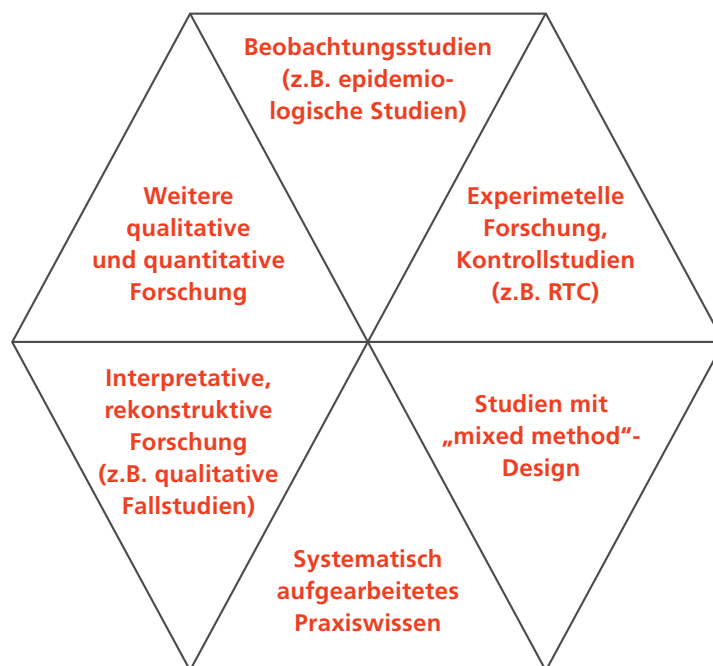 Beobachtungsstudien
(z.B. epidemio-
logische Studien)
Weitere
qualitative
und quantitative
Forschung
Experimetelle
Forschung,
Kontrollstudien
(z.B. RTC)
Interpretative,
rekonstruktive
Forschung
(z.B. qualitative
Fallstudien)
Studien mit
„mixed method“-
Design
Systematisch
aufgearbeitetes
Praxiswissen